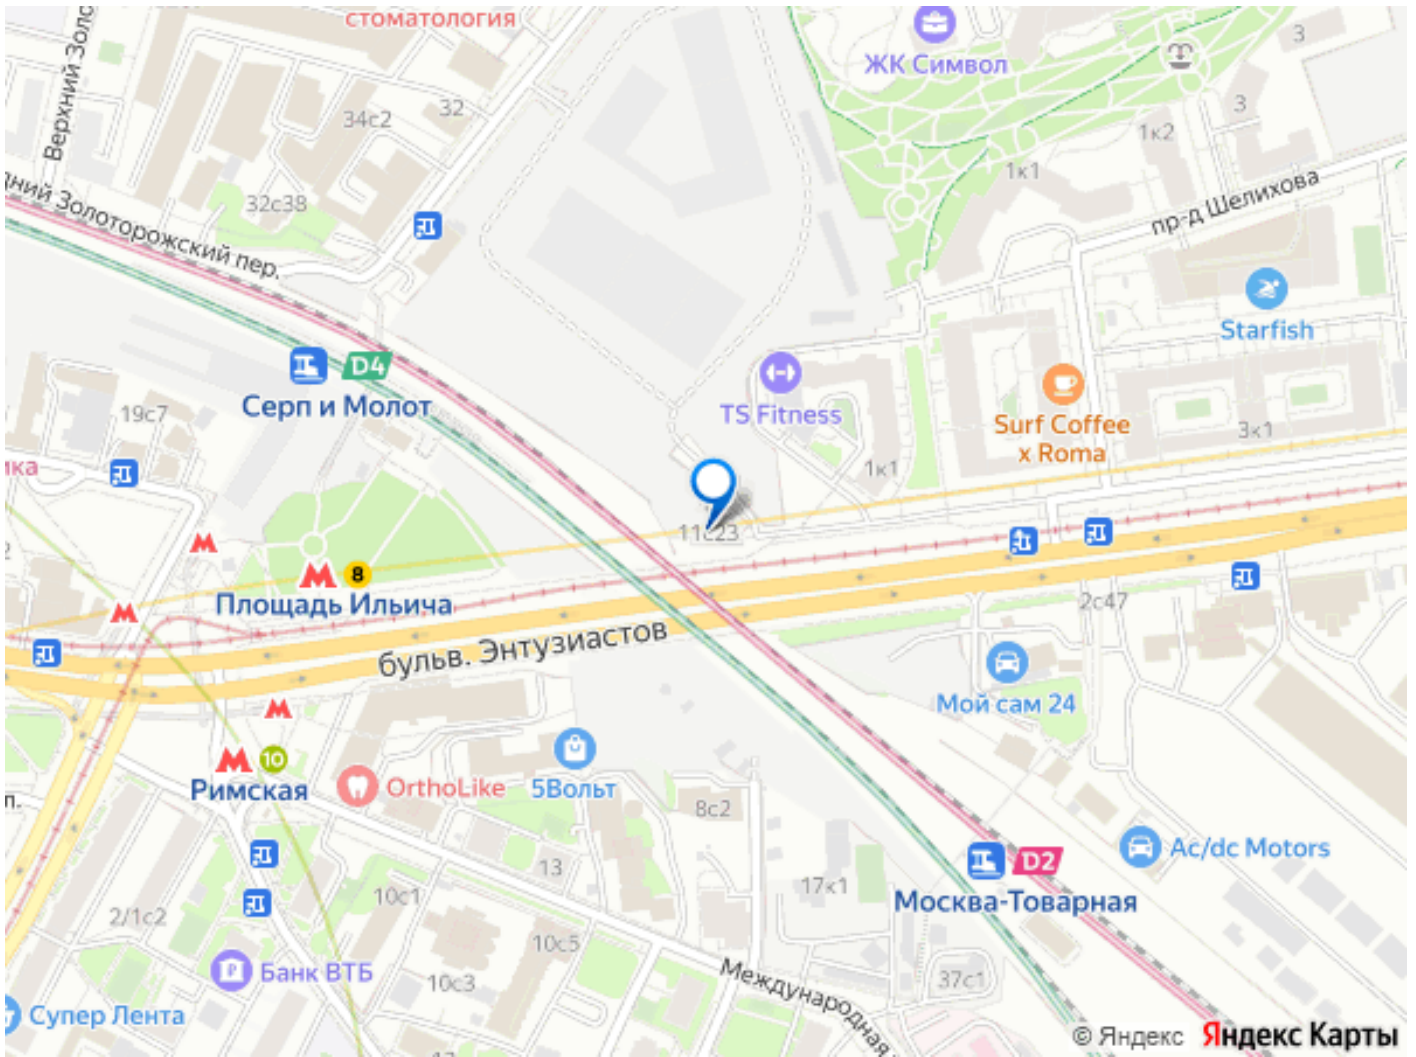 стоматология
Верхний Золо
ЖК Символ
3
32
34с2
3
1к2
1к1
32с38
пр-д Шелихова
дний Золоторожский пер.
Starfish
D4
Серп и Молот
TS Fitness
Surf Coffee
x Roma
19с7
3к1
ика
1к1
11с23
8
Площадь Ильича
2с47
бульв. Энтузиастов
Мой сам 24
10
Римская
п.
OrthoLike
5Вольт
8с2
Ac/dc Motors
13
D2
17к1
10с1
Москва-Товарная
2/1с2
10с5
Банк ВТБ
10с3
Международная
37с1
Супер Лента
13
© Яндекс Яндекс Карты